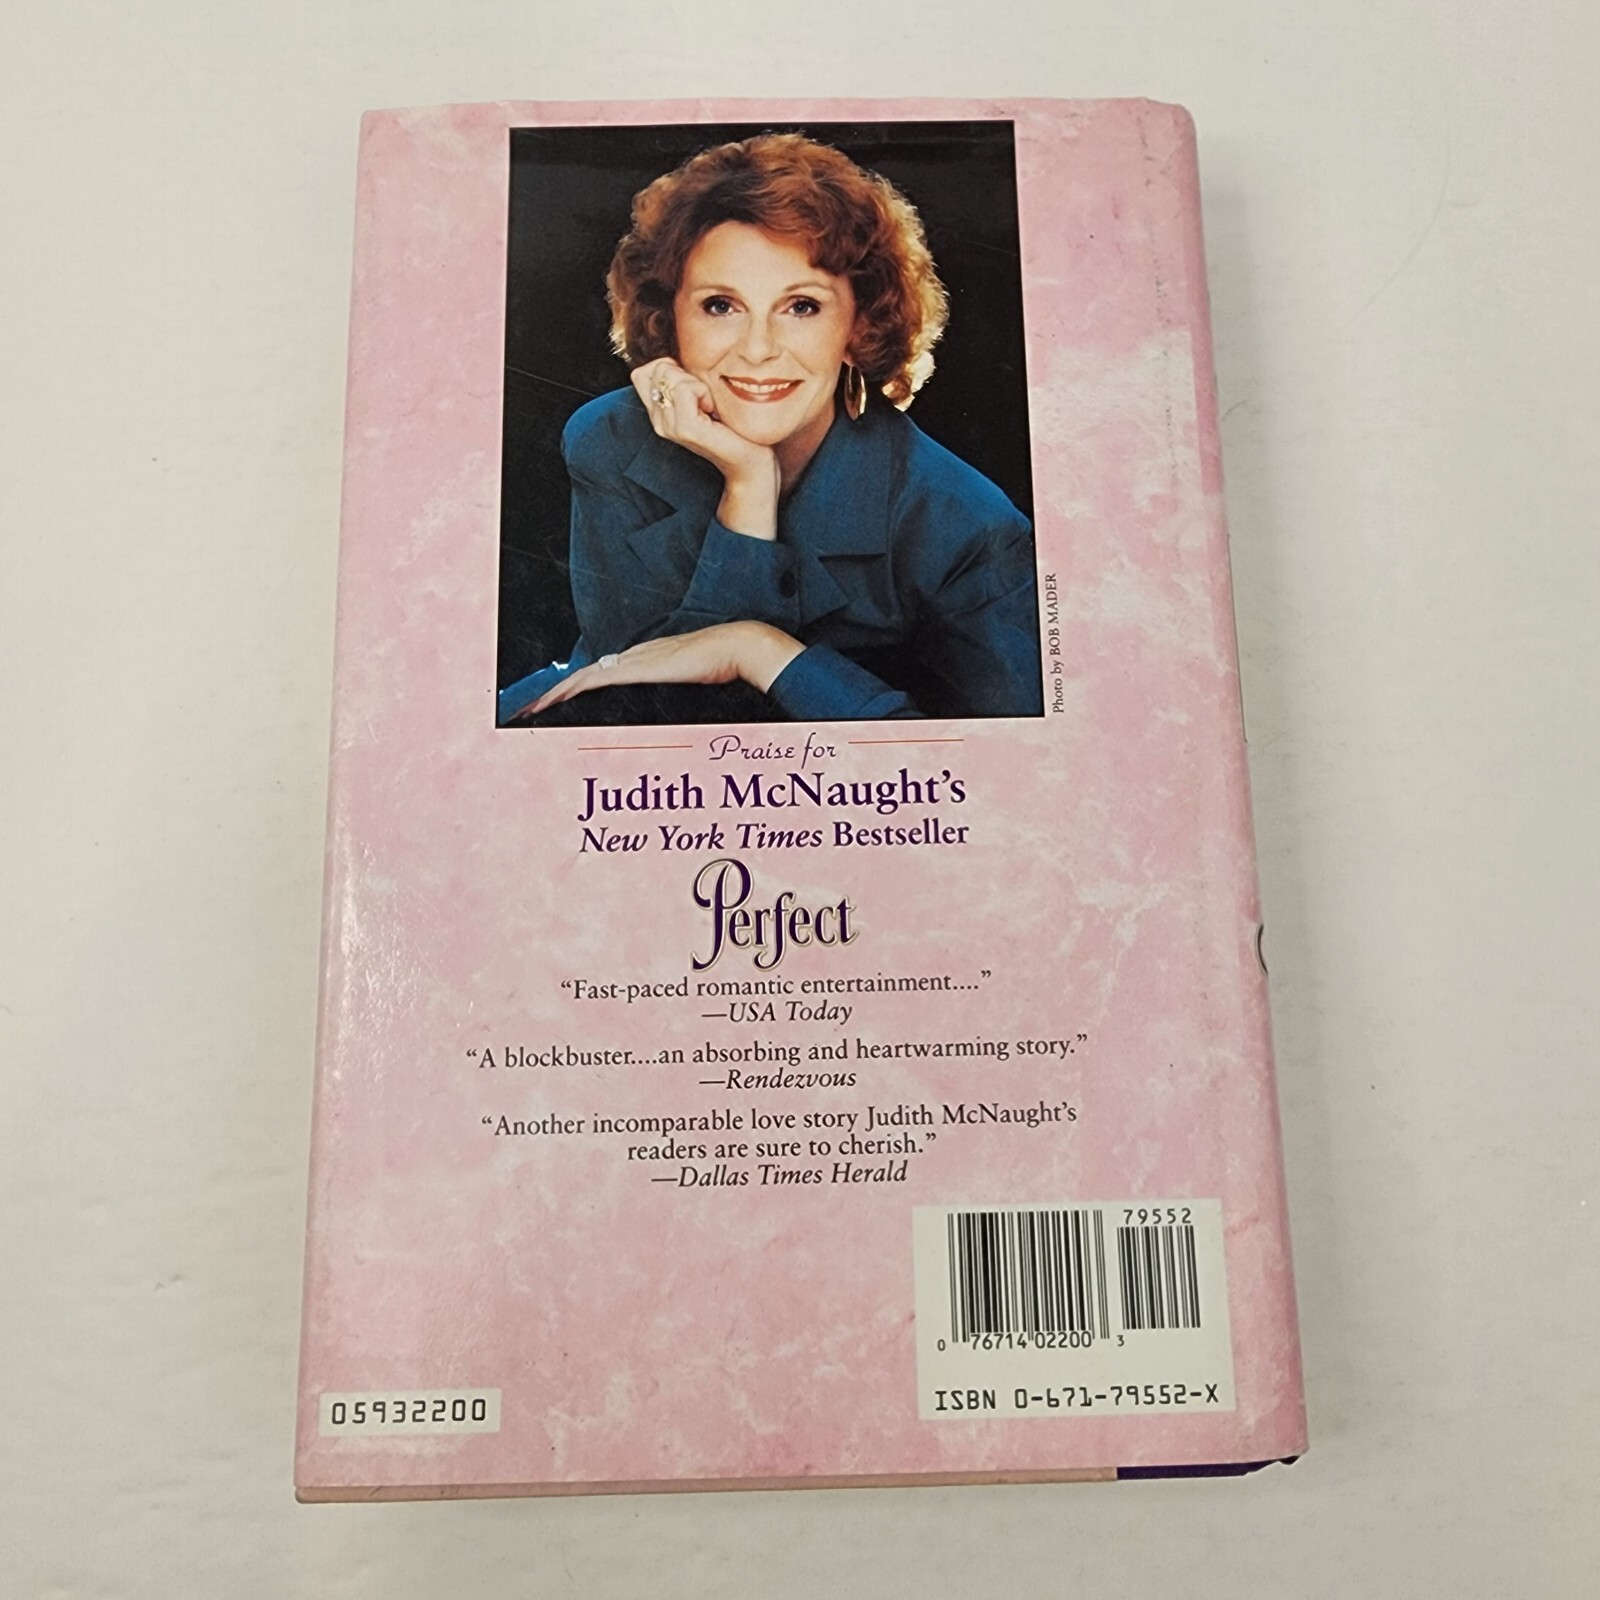 Photo by BOB MADER
Praise for
Judith McNaught's
New York Times Bestseller
Perfect
“Fast-paced romantic entertainment....”
—USA Today
“A blockbuster....an absorbing and heartwarming story.”
—Rendezvous
“Another incomparable love story Judith McNaught's
readers are sure to cherish.”
—Dallas Times Herald
79552
0 76714 02200 3
ISBN 0-671-79552-X
05932200